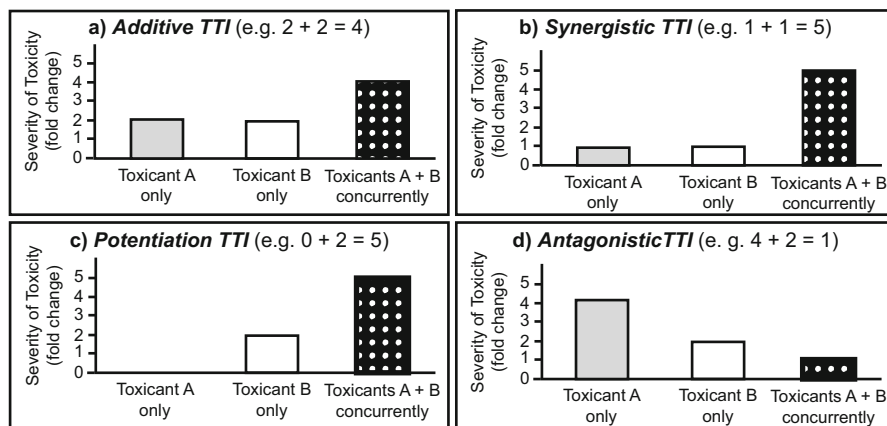 a) Additive TTI (e.g. 2 + 2 = 4)
Severity of Toxicity
(fold change)
5
4
3
2
1
0
Toxicant A
only
Toxicant B
only
Toxicants A + B
concurrently
b) Synergistic TTI (e.g. 1 + 1 = 5)
Severity of Toxicity
(fold change)
5
4
3
2
1
0
Toxicant A
only
Toxicant B
only
Toxicants A + B
concurrently
c) Potentiation TTI (e.g. 0 + 2 = 5)
Severity of Toxicity
(fold change)
5
4
3
2
1
0
Toxicant A
only
Toxicant B
only
Toxicants A + B
concurrently
d) AntagonisticTTI (e. g. 4 + 2 = 1)
Severity of Toxicity
(fold change)
5
4
3
2
1
0
Toxicant A
only
Toxicant B
only
Toxicants A + B
concurrently